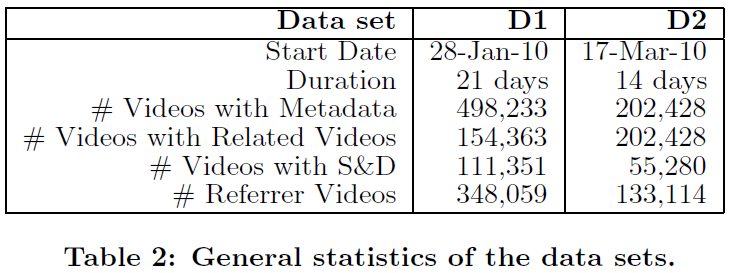 Data set D1 D2
Start Date 28-Jan-10 17-Mar-10
Duration 21 days 14 days
# Videos with Metadata 498,233 202,428
# Videos with Related Videos 154,363 202,428
# Videos with S&D 111,351 55,280
# Referrer Videos 348,059 133,114
Table 2: General statistics of the data sets.